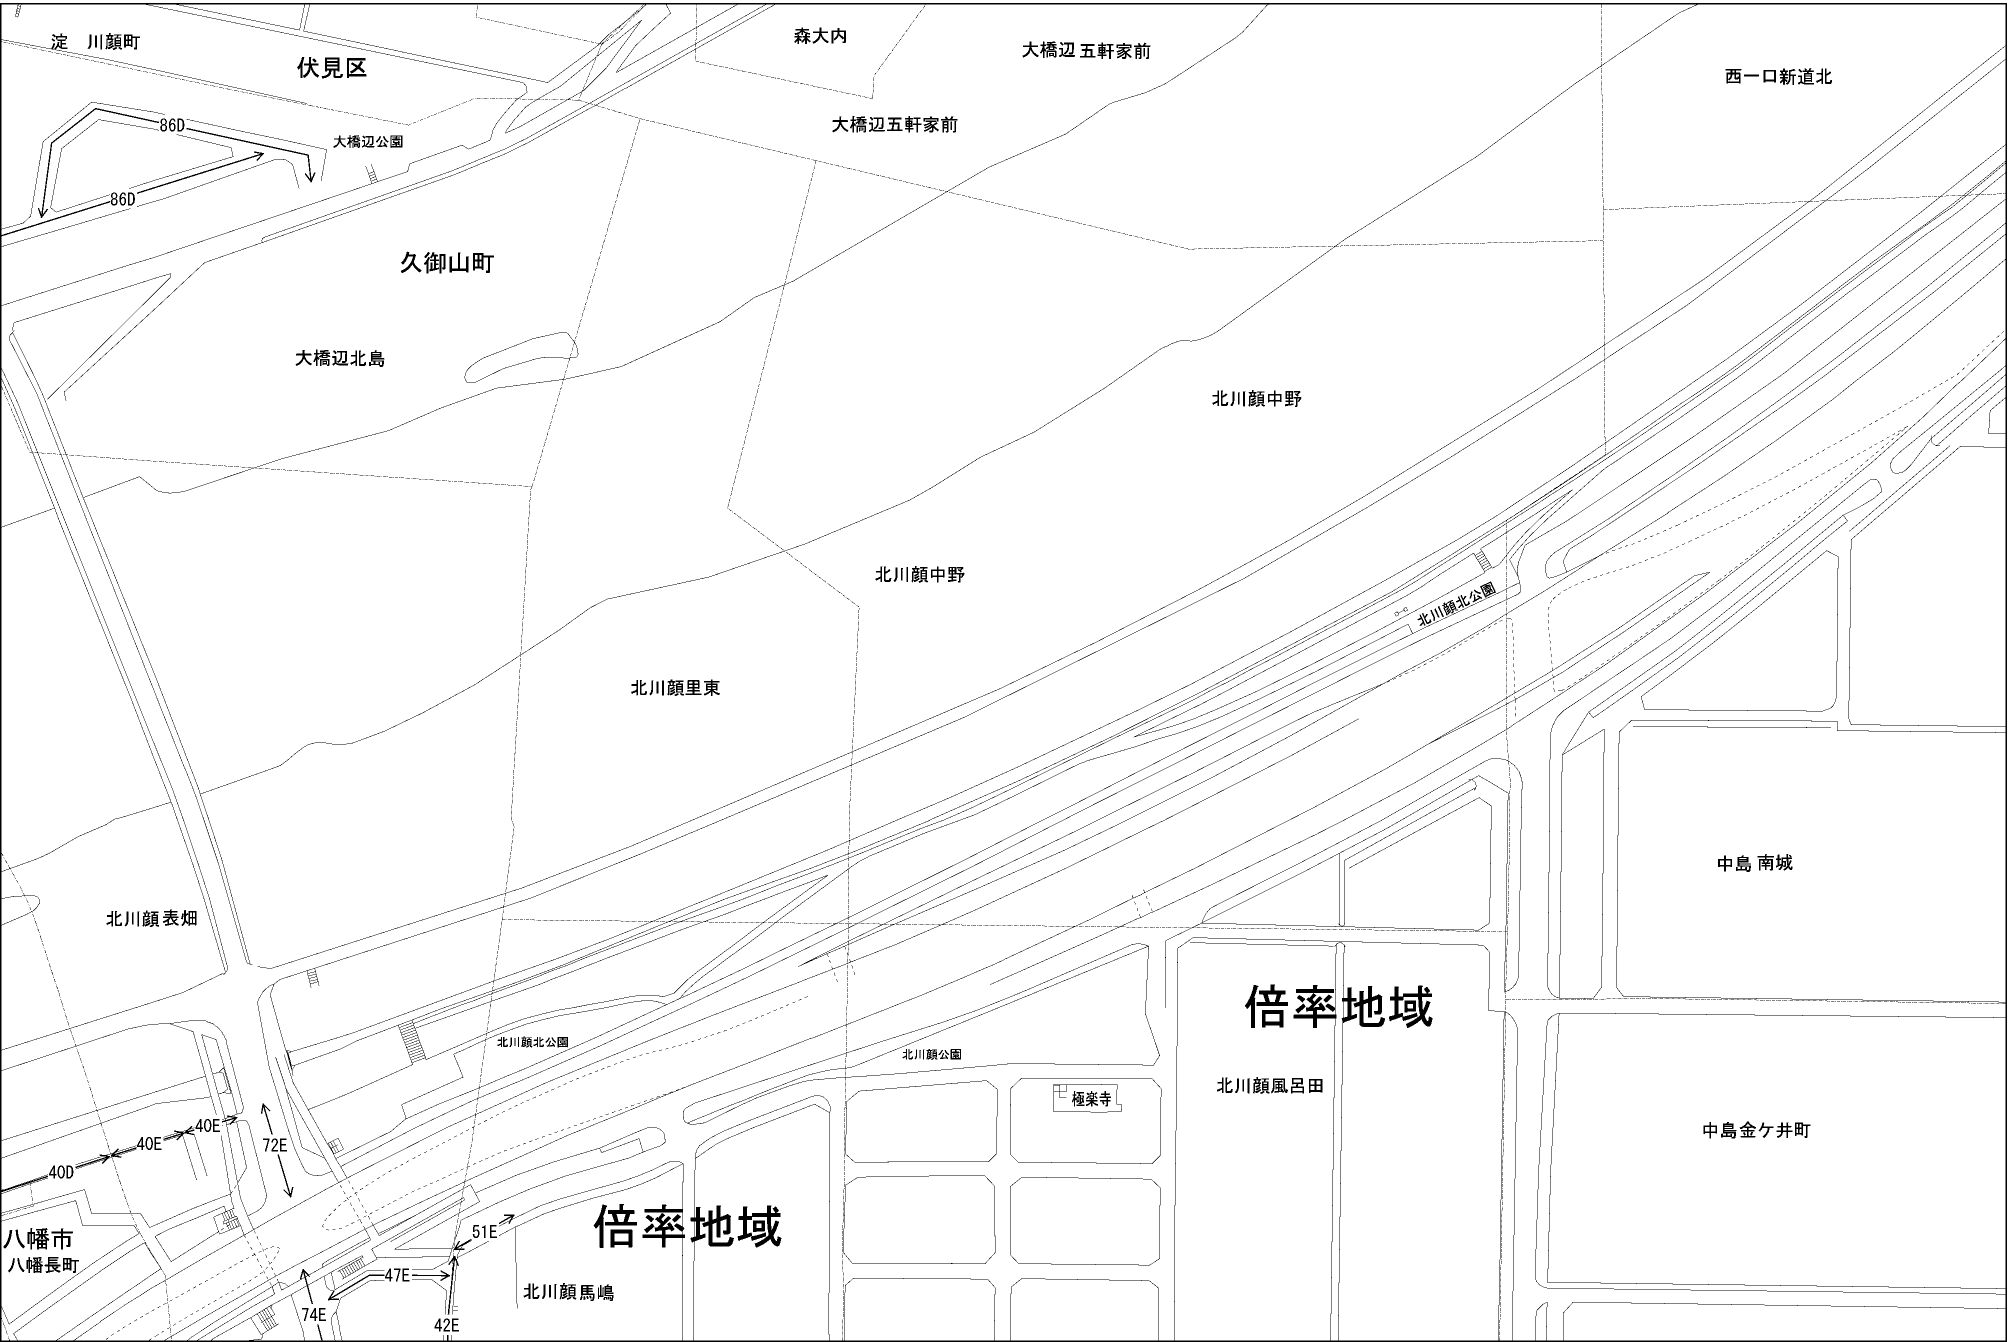 淀　川顔町
伏見区
森大内
大橋辺 五軒家前
西一口新道北
86D
大橋辺公園
大橋辺五軒家前
86D
久御山町
大橋辺北島
北川顔中野
北川顔中野
北川顔北公園
北川顔里東
中島 南城
北川顔 表畑
倍率地域
北川顔北公園
北川顔公園
北川顔風呂田
極楽寺
40E
40E
72E
40D
中島金ケ井町
倍率地域
51E
八幡市
八幡長町
47E
北川顔 馬嶋
74E
42E